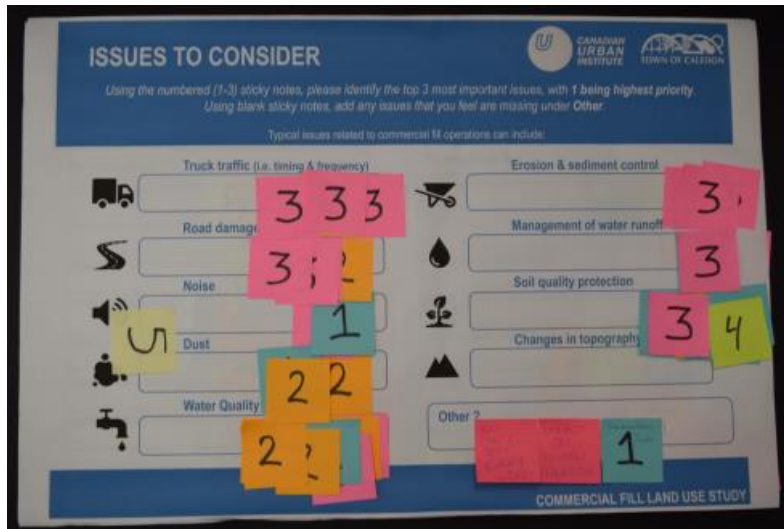 ISSUES TO CONSIDER
U
CANADIAN
URBAN
INSTITUTE
TOWN OF CALEDON
Using the numbered (1-3) sticky notes, please identify the top 3 most important issues, with 1 being highest priority.
Using blank sticky notes, add any issues that you feel are missing under Other.
Typical issues related to commercial fill operations can include:
Truck traffic (i.e. timing & frequency)
3 3 3
Road damage
3 2
Noise
1
5
Dust
2 2
Water Quality
2 2
Erosion & sediment control
3
Management of water runoff
3
Soil quality protection
3 4
Changes in topography
Other ?
1
COMMERCIAL FILL LAND USE STUDY